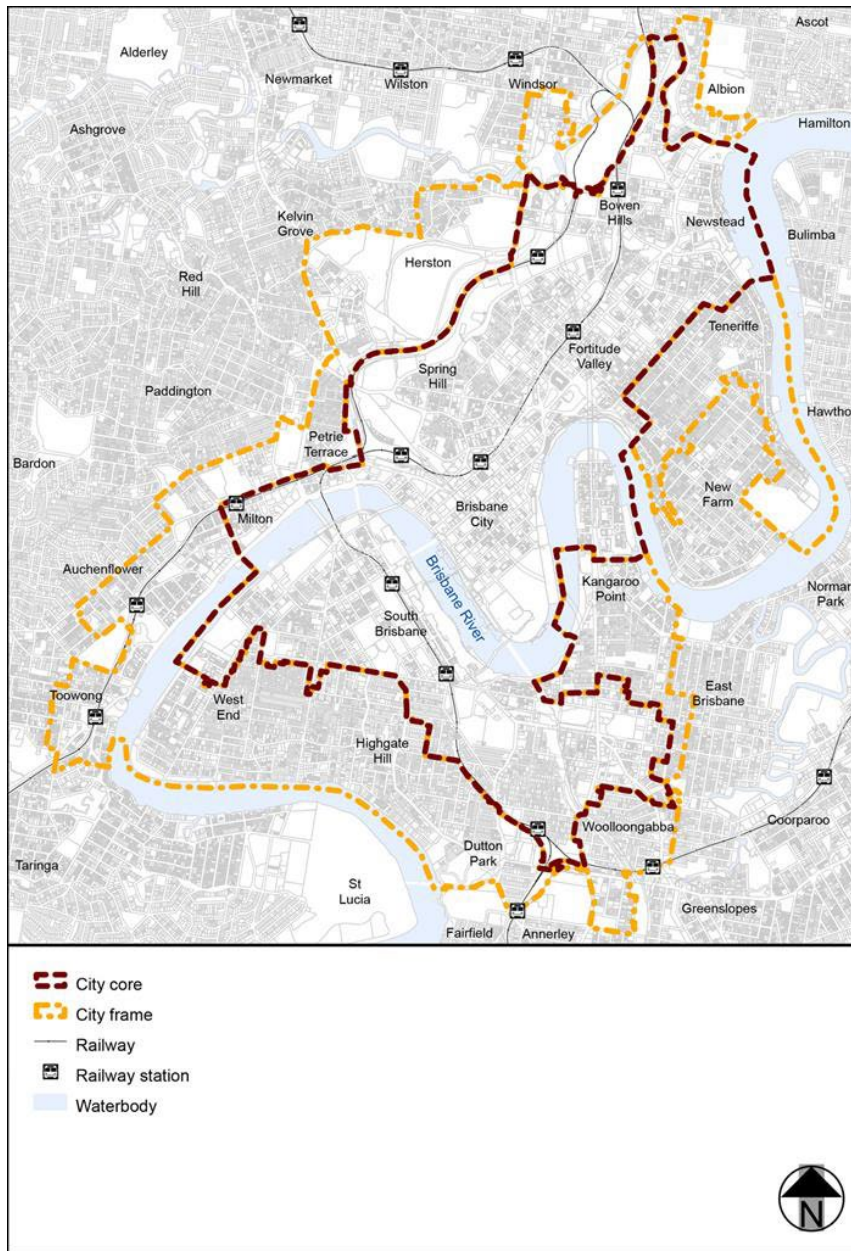 Ascot
Alderley
Newmarket
Wilston
Windsor
Albion
Hamilton
Ashgrove
Kelvin
Grove
Bowen
Hills
Newstead
Bulimba
Herston
Red
Hill
Teneriffe
Fortitude
Valley
Spring
Hill
Paddington
Hawtho
Petrie
Terrace
Bardon
New
Farm
Brisbane
City
Milton
Auchenflower
Brisbane River
Kangaroo
Point
Norman
Park
South
Brisbane
Toowong
West
End
East
Brisbane
Highgate
Hill
Coorparoo
Woolloongabba
Dutton
Park
Taringa
St
Lucia
Greenslopes
Fairfield
Annerley
City core
City frame
Railway
Railway station
Waterbody
N